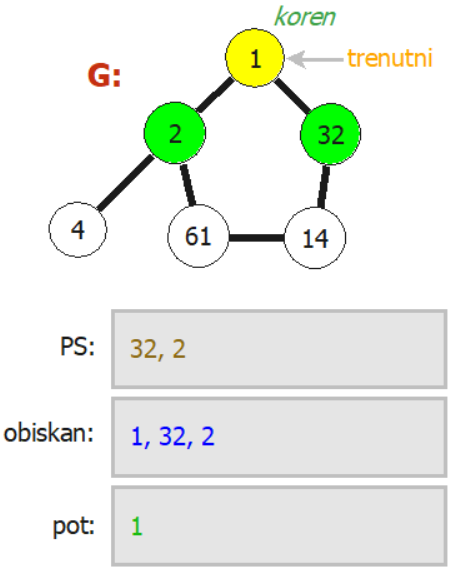 koren
1
trenutni
G:
2
32
4
61
14
PS: 32, 2
obiskan: 1, 32, 2
pot: 1